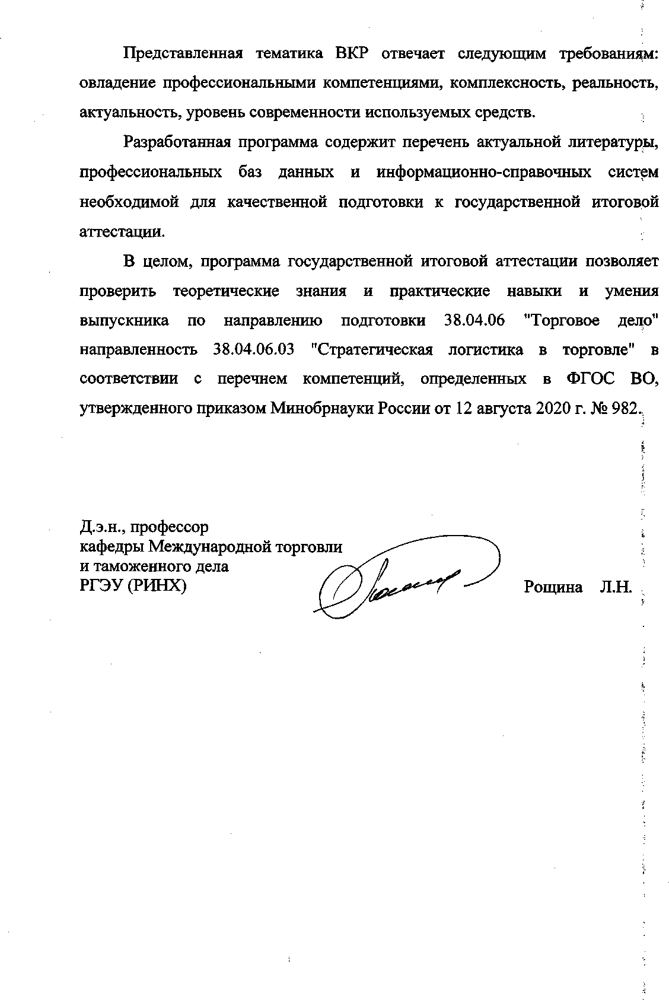 Представленная тематика ВКР отвечает следующим требованиям:
овладение профессиональными компетенциями, комплексность, реальность,
актуальность, уровень современности используемых средств.
Разработанная программа содержит перечень актуальной литературы,
профессиональных баз данных и информационно-справочных систем
необходимой для качественной подготовки к государственной итоговой
аттестации.
В целом, программа государственной итоговой аттестации позволяет
проверить теоретические знания и практические навыки и умения
выпускника по направлению подготовки 38.04.06 "Торговое дело"
направленность 38.04.06.03 "Стратегическая логистика в торговле" в
соответствии с перечнем компетенций, определенных в ФГОС ВО,
утвержденного приказом Минобрнауки России от 12 августа 2020 г. № 982.
Д.э.н., профессор
кафедры Международной торговли
и таможенного дела
РГЭУ (РИНХ) Рощина Л.Н.